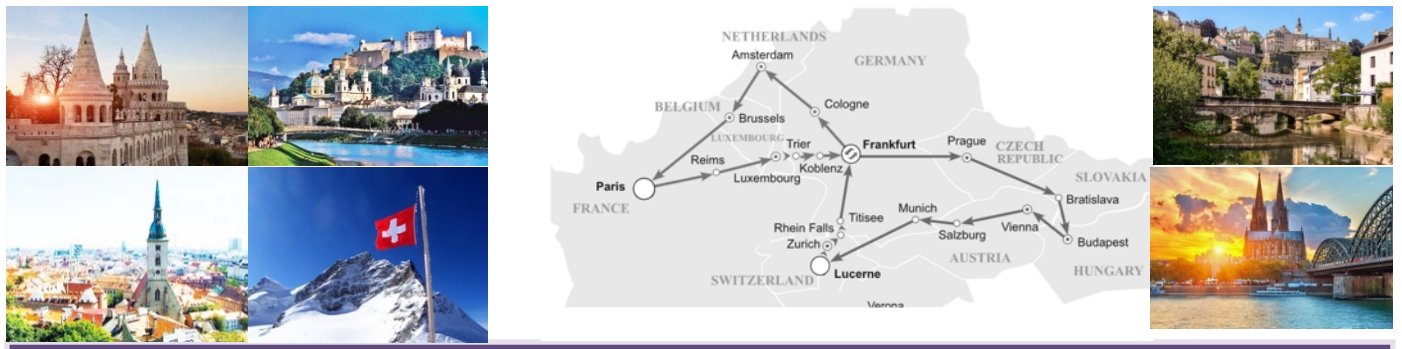 NETHERLANDS
Amsterdam
GERMANY
Cologne
BELGIUM
Brussels
LUXEMBOURG
Trier
Frankfurt
Prague
CZECH
REPUBLIC
Reims
Koblenz
Luxembourg
SLOVAKIA
Paris
FRANCE
Bratislava
Munich
Titisee
Rhein Falls
Vienna
Salzburg
Zurich
Budapest
AUSTRIA
Lucerne
HUNGARY
SWITZERLAND
Verona